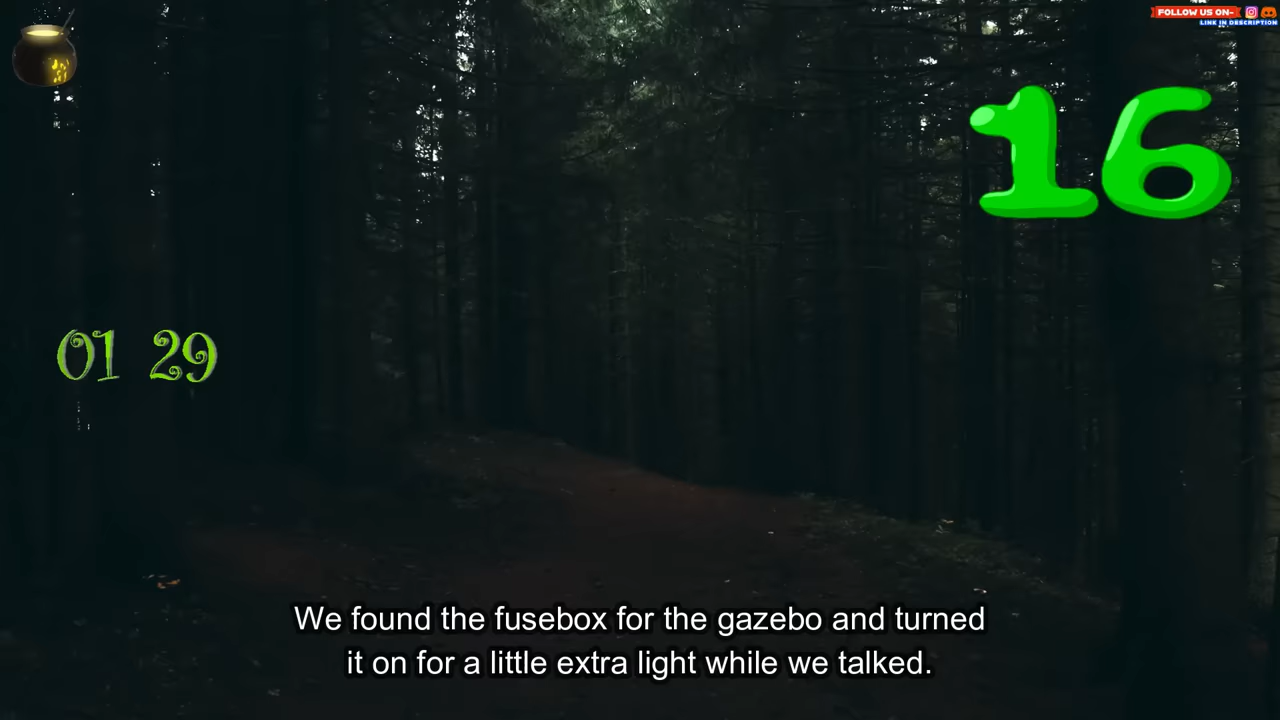 FOLLOW US ON-
LINK IN DESCRIPTION
16
01 29
We found the fusebox for the gazebo and turned
it on for a little extra light while we talked.